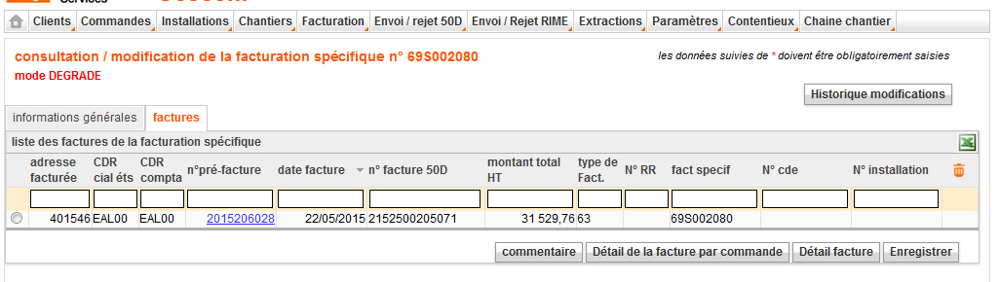 Services
Clients Commandes Installations Chantiers Facturation Envoi / rejet 50D Envoi / Rejet RIME Extractions Paramètres Contentieux Chaine chantier
consultation / modification de la facturation spécifique n° 69S002080
les données suivies de * doivent être obligatoirement saisies
mode DEGRADE
Historique modifications
informations générales factures
liste des factures de la facturation spécifique
adresse facturée CDR cial éts CDR compta n°pré-facture date facture n° facture 50D montant total HT type de Fact. N° RR fact specif N° cde N° installation
401546 EAL00 EAL00 2015206028 22/05/2015 2152500205071 31 529,76 63 69S002080
commentaire Détail de la facture par commande Détail facture Enregistrer